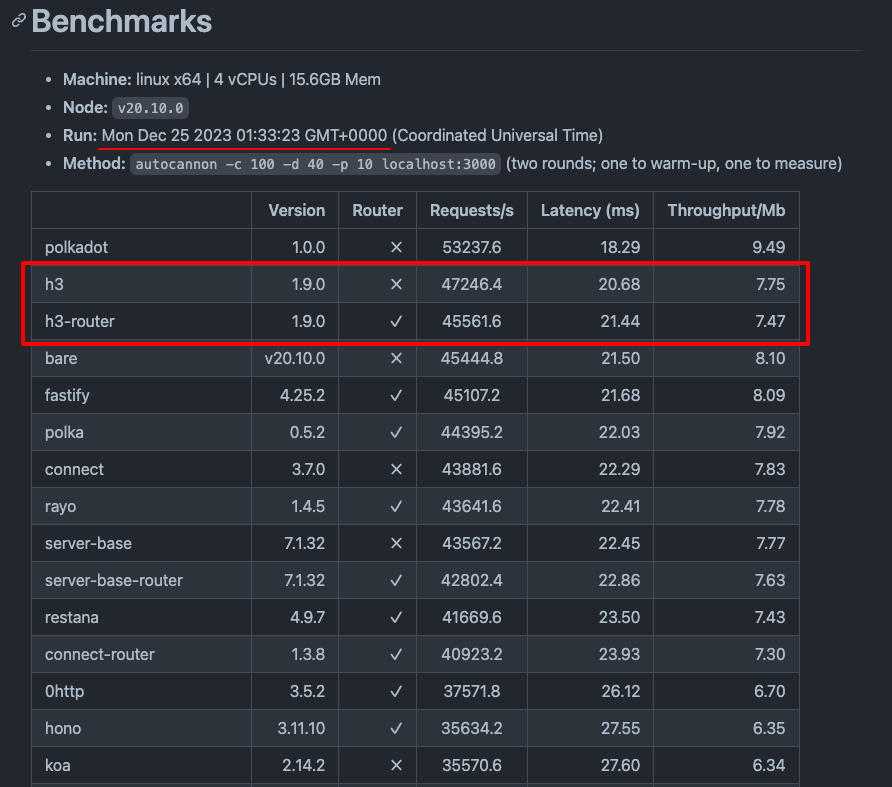 Benchmarks
• Machine: linux x64 | 4 vCPUs | 15.6GB Mem
• Node: v20.10.0
• Run: Mon Dec 25 2023 01:33:23 GMT+0000 (Coordinated Universal Time)
• Method: autocannon -c 100 -d 40 -p 10 localhost:3000 (two rounds; one to warm-up, one to measure)
Version Router Requests/s Latency (ms) Throughput/Mb
polkadot 1.0.0 ✕ 53237.6 18.29 9.49
h3 1.9.0 ✕ 47246.4 20.68 7.75
h3-router 1.9.0 ✓ 45561.6 21.44 7.47
bare v20.10.0 ✕ 45444.8 21.50 8.10
fastify 4.25.2 ✓ 45107.2 21.68 8.09
polka 0.5.2 ✓ 44395.2 22.03 7.92
connect 3.7.0 ✕ 43881.6 22.29 7.83
rayo 1.4.5 ✓ 43641.6 22.41 7.78
server-base 7.1.32 ✕ 43567.2 22.45 7.77
server-base-router 7.1.32 ✓ 42802.4 22.86 7.63
restana 4.9.7 ✓ 41669.6 23.50 7.43
connect-router 1.3.8 ✓ 40923.2 23.93 7.30
0http 3.5.2 ✓ 37571.8 26.12 6.70
hono 3.11.10 ✓ 35634.2 27.55 6.35
koa 2.14.2 ✕ 35570.6 27.60 6.34